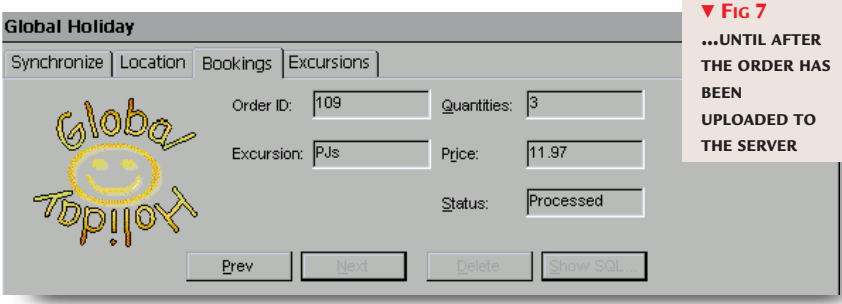 ▼ FIG 7
...UNTIL AFTER
THE ORDER HAS
BEEN
UPLOADED TO
THE SERVER
Global Holiday
Synchronize Location Bookings Excursions
Global
Holiday
Order ID: 109 Quantities: 3
Excursion: PJs Price: 11.97
Status: Processed
Prev Next Delete Show SQL...